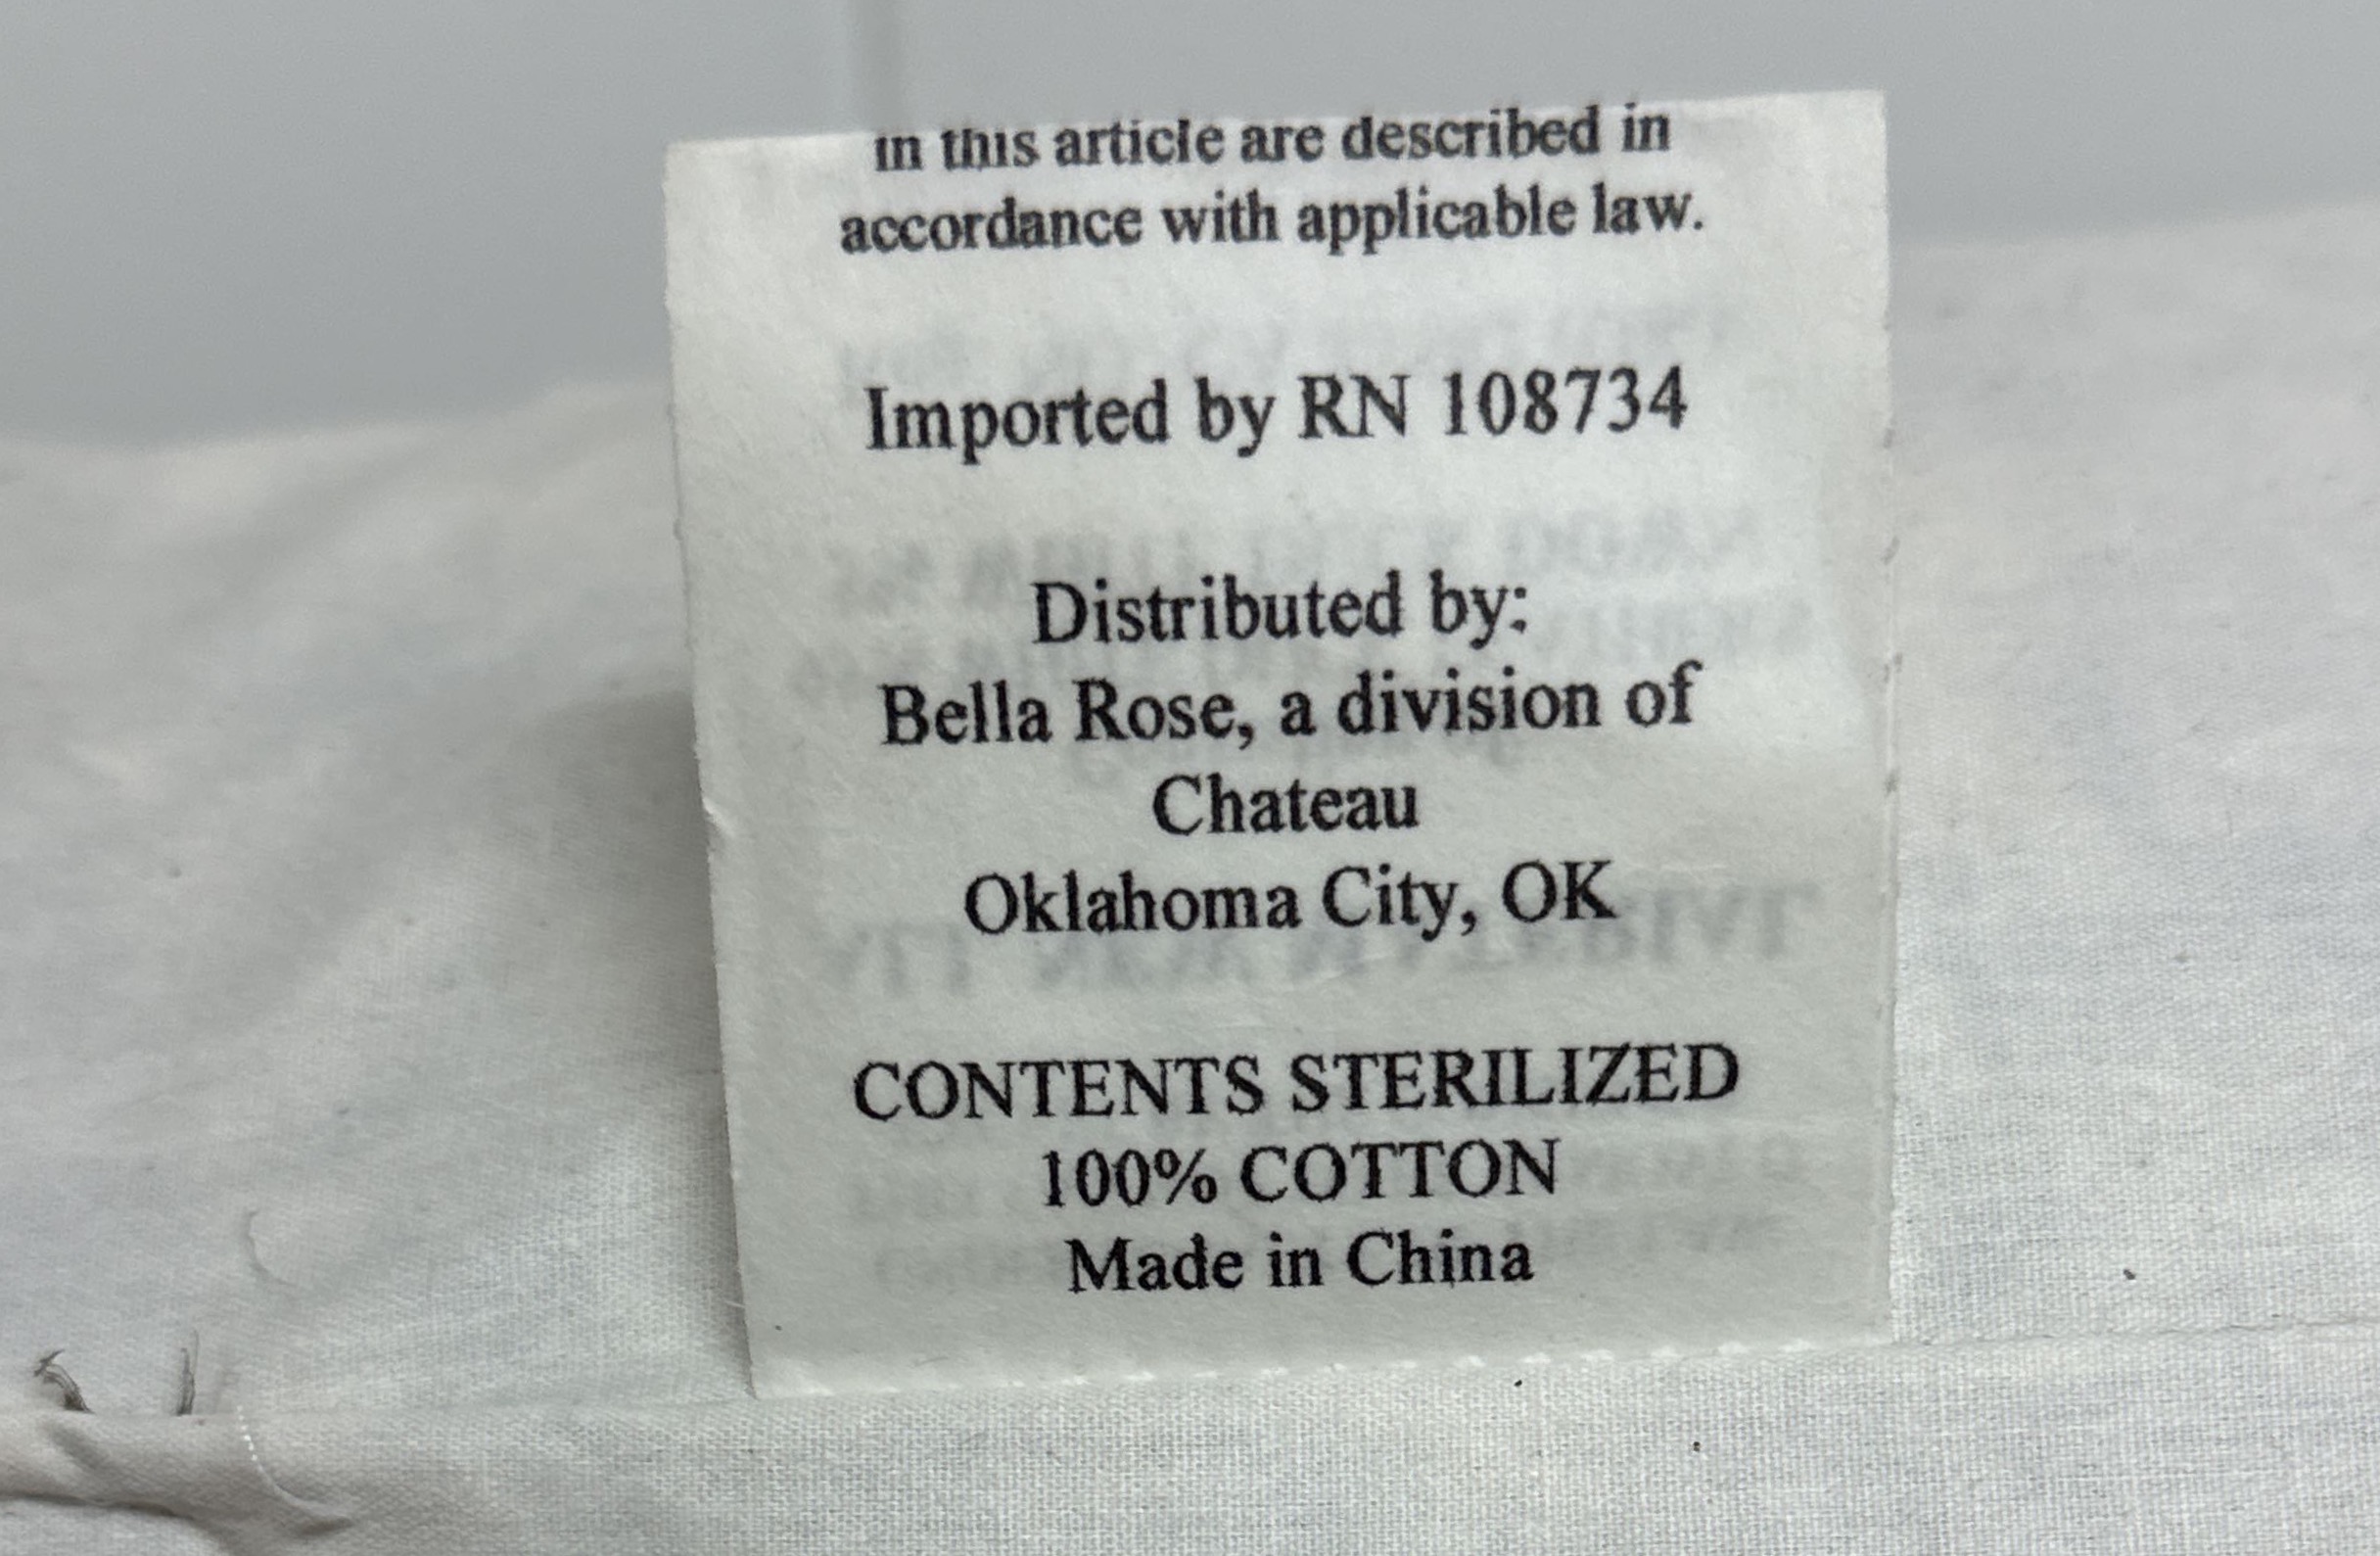 in this article are described in
accordance with applicable law.
Imported by RN 108734
Distributed by:
Bella Rose, a division of
Chateau
Oklahoma City, OK
CONTENTS STERILIZED
100% COTTON
Made in China